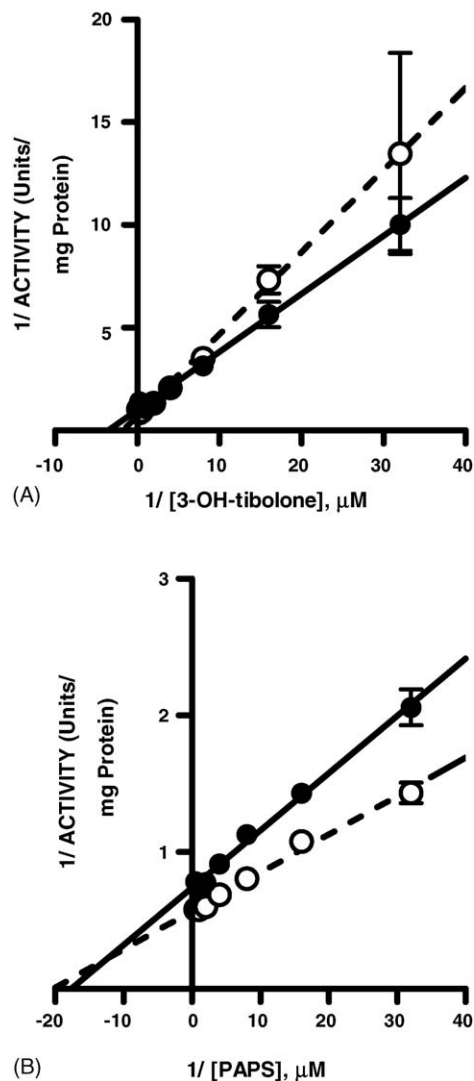 20
15
10
5
1/ ACTIVITY (Units/
mg Protein)
-10 0 10 20 30 40
(A) 1/ [3-OH-tibolone], μM
3
2
1
1/ ACTIVITY (Units/
mg Protein)
-20 -10 0 10 20 30 40
(B) 1/ [PAPS], μM